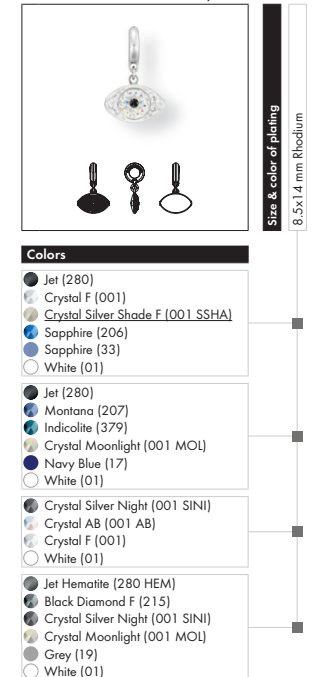 Size & color of plating
8.5x14 mm Rhodium
Colors
Jet (280)
Crystal F (001)
Crystal Silver Shade F (001 SSHA)
Sapphire (206)
Sapphire (33)
White (01)
Jet (280)
Montana (207)
Indicolite (379)
Crystal Moonlight (001 MOL)
Navy Blue (17)
White (01)
Crystal Silver Night (001 SINI)
Crystal AB (001 AB)
Crystal F (001)
White (01)
Jet Hematite (280 HEM)
Black Diamond F (215)
Crystal Silver Night (001 SINI)
Crystal Moonlight (001 MOL)
Grey (19)
White (01)